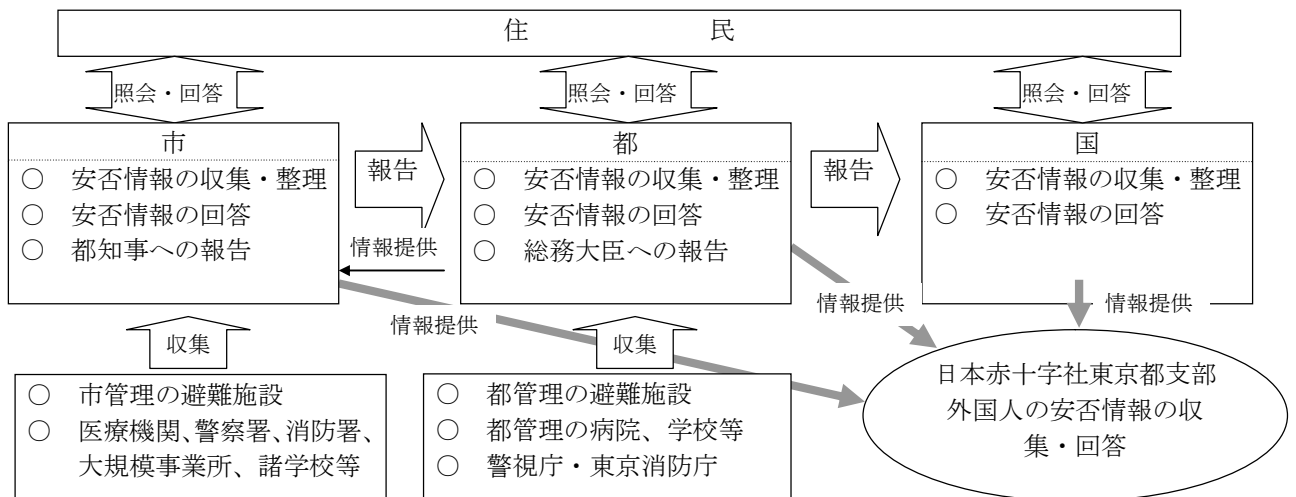 住　　　　民
照会・回答
照会・回答
照会・回答
市
○　安否情報の収集・整理
○　安否情報の回答
○　都知事への報告
報告
情報提供
都
○　安否情報の収集・整理
○　安否情報の回答
○　総務大臣への報告
報告
国
○　安否情報の収集・整理
○　安否情報の回答
情報提供
情報提供
情報提供
収集
収集
○　市管理の避難施設
○　医療機関、警察署、消防署、
大規模事業所、諸学校等
○　都管理の避難施設
○　都管理の病院、学校等
○　警視庁・東京消防庁
日本赤十字社東京都支部
外国人の安否情報の収
集・回答